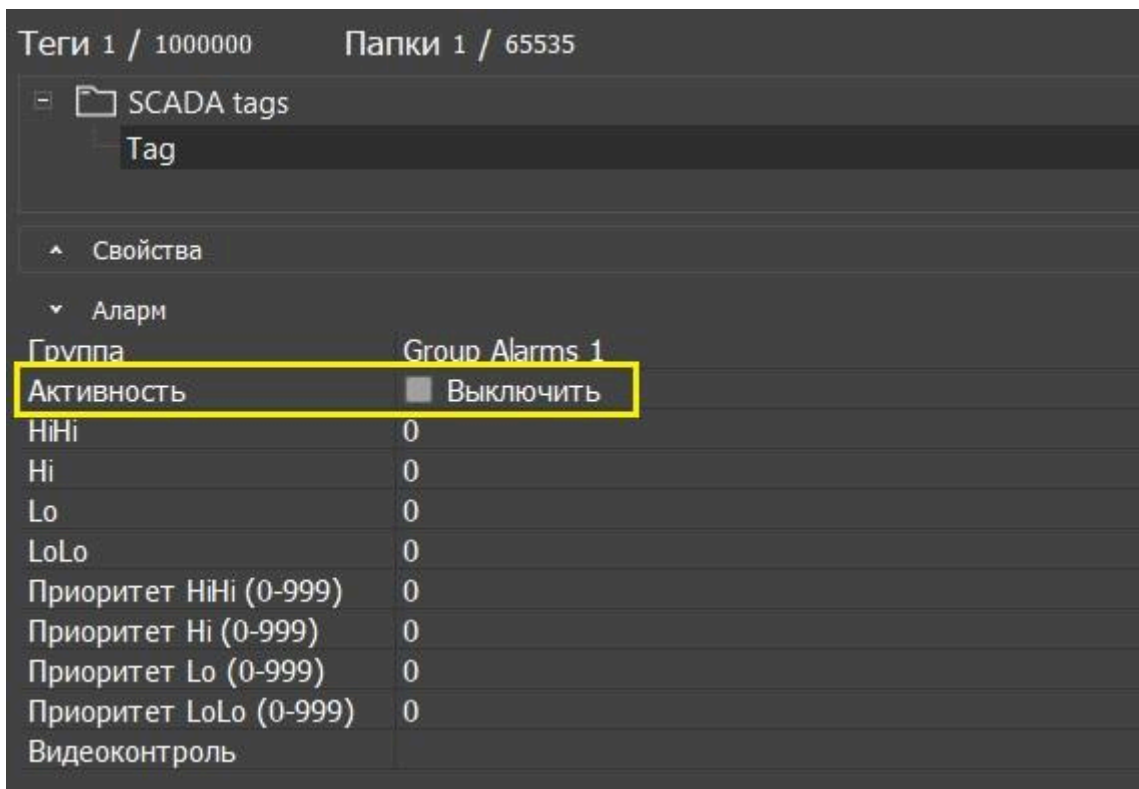 Теги 1 / 1000000 Папки 1 / 65535
SCADA tags
Tag
Свойства
Аларм
Группа Group Alarms 1
Активность Выключить
HiHi 0
Hi 0
Lo 0
LoLo 0
Приоритет HiHi (0-999) 0
Приоритет Hi (0-999) 0
Приоритет Lo (0-999) 0
Приоритет LoLo (0-999) 0
Видеоконтроль